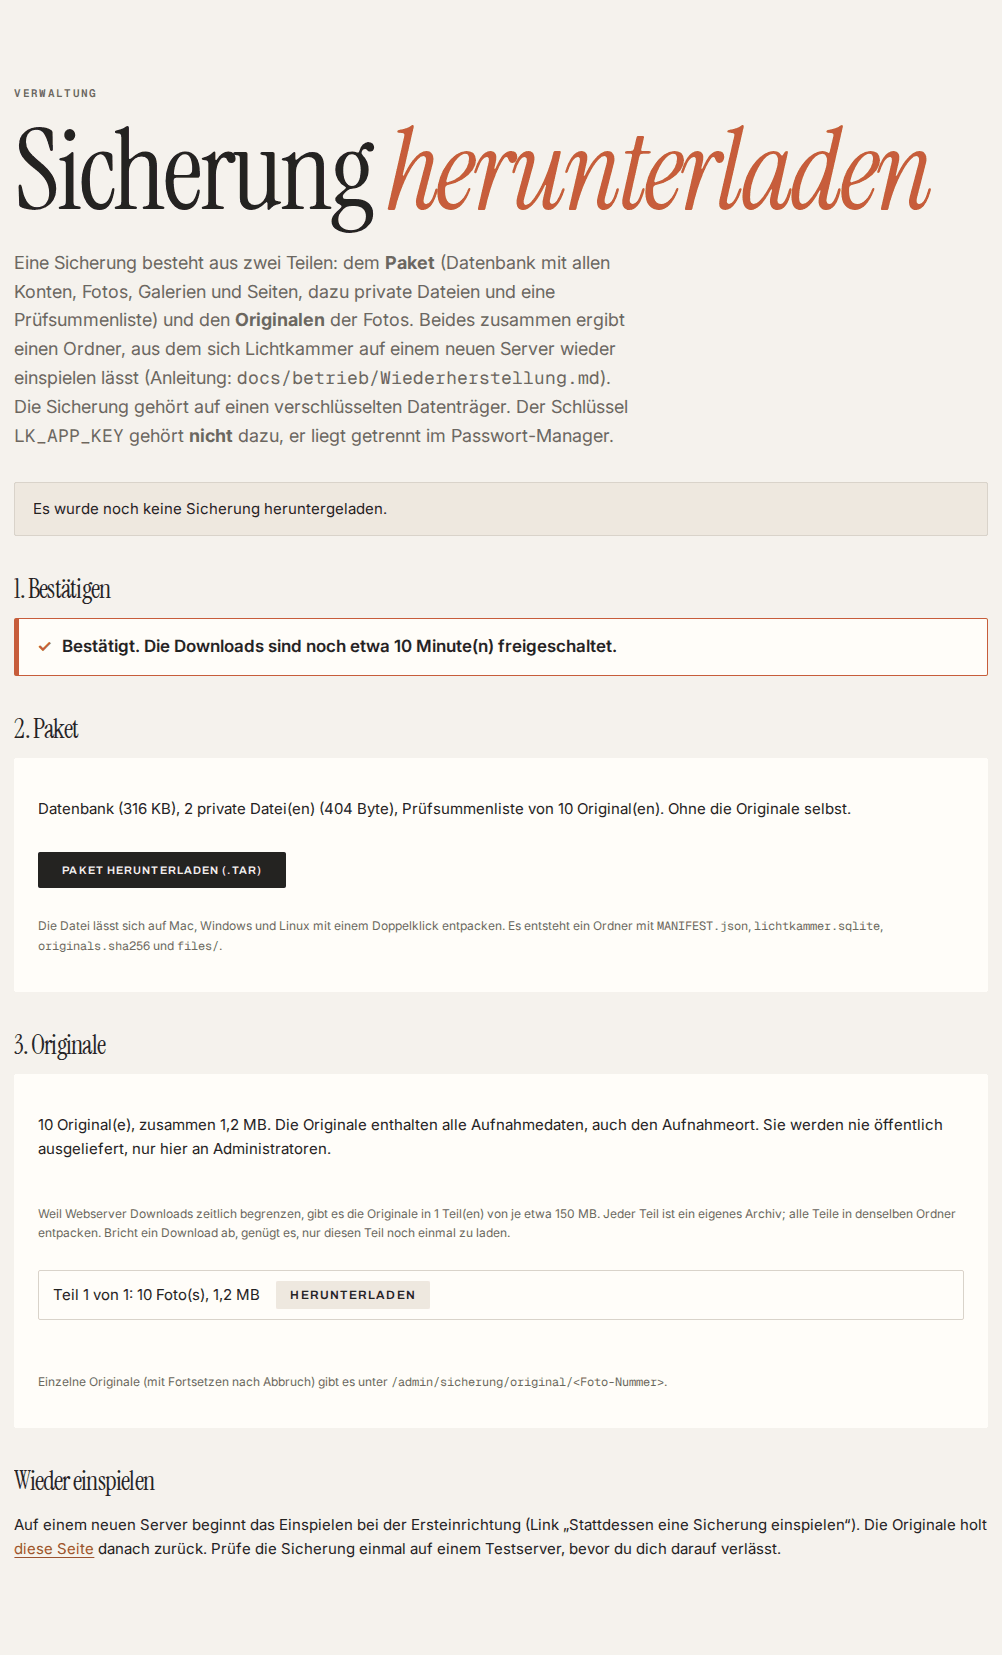 VERWALTUNG
Sicherung herunterladen
Eine Sicherung besteht aus zwei Teilen: dem Paket (Datenbank mit allen
Konten, Fotos, Galerien und Seiten, dazu private Dateien und eine
Prüfsummenliste) und den Originalen der Fotos. Beides zusammen ergibt
einen Ordner, aus dem sich Lichtkammer auf einem neuen Server wieder
einspielen lässt (Anleitung: docs/betrieb/Wiederherstellung.md).
Die Sicherung gehört auf einen verschlüsselten Datenträger. Der Schlüssel
LK_APP_KEY gehört nicht dazu, er liegt getrennt im Passwort-Manager.
Es wurde noch keine Sicherung heruntergeladen.
1. Bestätigen
✓ Bestätigt. Die Downloads sind noch etwa 10 Minute(n) freigeschaltet.
2. Paket
Datenbank (316 KB), 2 private Datei(en) (404 Byte), Prüfsummenliste von 10 Original(en). Ohne die Originale selbst.
PAKET HERUNTERLADEN (.TAR)
Die Datei lässt sich auf Mac, Windows und Linux mit einem Doppelklick entpacken. Es entsteht ein Ordner mit MANIFEST.json, lichtkammer.sqlite,
originals.sha256 und files/.
3. Originale
10 Original(e), zusammen 1,2 MB. Die Originale enthalten alle Aufnahmedaten, auch den Aufnahmeort. Sie werden nie öffentlich
ausgeliefert, nur hier an Administratoren.
Weil Webserver Downloads zeitlich begrenzen, gibt es die Originale in 1 Teil(en) von je etwa 150 MB. Jeder Teil ist ein eigenes Archiv; alle Teile in denselben Ordner
entpacken. Bricht ein Download ab, genügt es, nur diesen Teil noch einmal zu laden.
Teil 1 von 1: 10 Foto(s), 1,2 MB HERUNTERLADEN
Einzelne Originale (mit Fortsetzen nach Abbruch) gibt es unter /admin/sicherung/original/<Foto-Nummer>.
Wieder einspielen
Auf einem neuen Server beginnt das Einspielen bei der Ersteinrichtung (Link „Stattdessen eine Sicherung einspielen“). Die Originale holt
diese Seite danach zurück. Prüfe die Sicherung einmal auf einem Testserver, bevor du dich darauf verlässt.